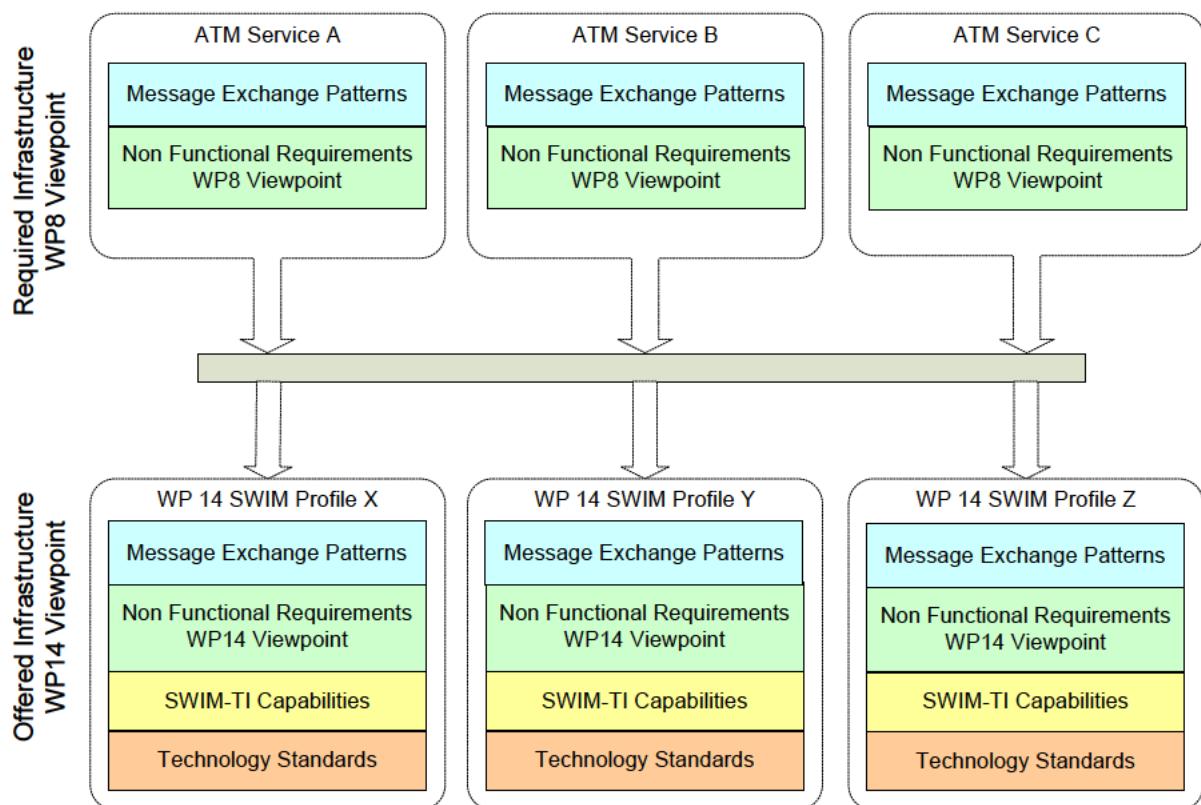 Required Infrastructure
WP8 Viewpoint
ATM Service A
Message Exchange Patterns
Non Functional Requirements
WP8 Viewpoint
ATM Service B
Message Exchange Patterns
Non Functional Requirements
WP8 Viewpoint
ATM Service C
Message Exchange Patterns
Non Functional Requirements
WP8 Viewpoint
Offered Infrastructure
WP14 Viewpoint
WP 14 SWIM Profile X
Message Exchange Patterns
Non Functional Requirements
WP14 Viewpoint
SWIM-TI Capabilities
Technology Standards
WP 14 SWIM Profile Y
Message Exchange Patterns
Non Functional Requirements
WP14 Viewpoint
SWIM-TI Capabilities
Technology Standards
WP 14 SWIM Profile Z
Message Exchange Patterns
Non Functional Requirements
WP14 Viewpoint
SWIM-TI Capabilities
Technology Standards